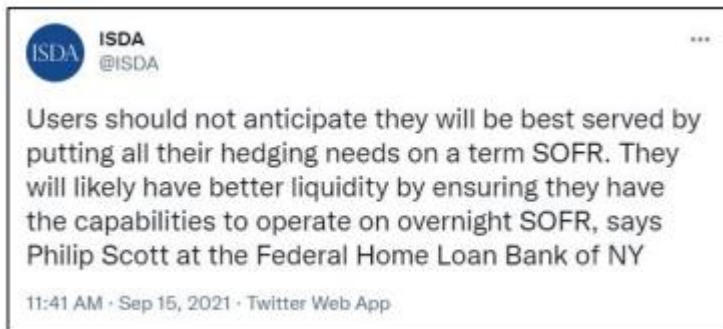 ISDA
ISDA
@ISDA
...
Users should not anticipate they will be best served by
putting all their hedging needs on a term SOFR. They
will likely have better liquidity by ensuring they have
the capabilities to operate on overnight SOFR, says
Philip Scott at the Federal Home Loan Bank of NY
11:41 AM · Sep 15, 2021 · Twitter Web App